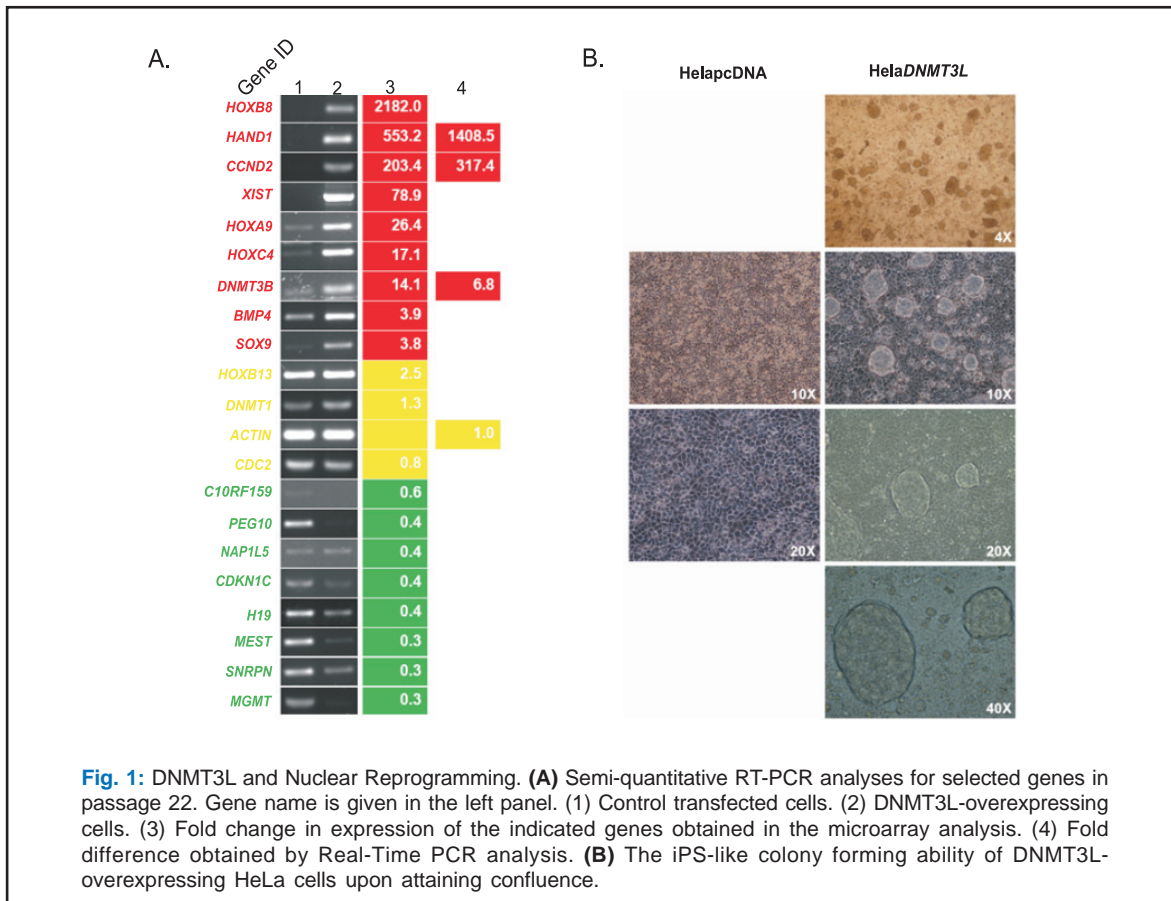 A.
Gene ID
1 2 3 4
HOXB8 2182.0
HAND1 553.2 1408.5
CCND2 203.4 317.4
XIST 78.9
HOXA9 26.4
HOXC4 17.1
DNMT3B 14.1 6.8
BMP4 3.9
SOX9 3.8
HOXB13 2.5
DNMT1 1.3
ACTIN 1.0
CDC2 0.8
C10RF159 0.6
PEG10 0.4
NAP1L5 0.4
CDKN1C 0.4
H19 0.4
MEST 0.3
SNRPN 0.3
MGMT 0.3
B.
HelapcDNA HelaDNMT3L
4X
10X 10X
20X 20X
40X
Fig. 1: DNMT3L and Nuclear Reprogramming. (A) Semi-quantitative RT-PCR analyses for selected genes in
passage 22. Gene name is given in the left panel. (1) Control transfected cells. (2) DNMT3L-overexpressing
cells. (3) Fold change in expression of the indicated genes obtained in the microarray analysis. (4) Fold
difference obtained by Real-Time PCR analysis. (B) The iPS-like colony forming ability of DNMT3L-
overexpressing HeLa cells upon attaining confluence.